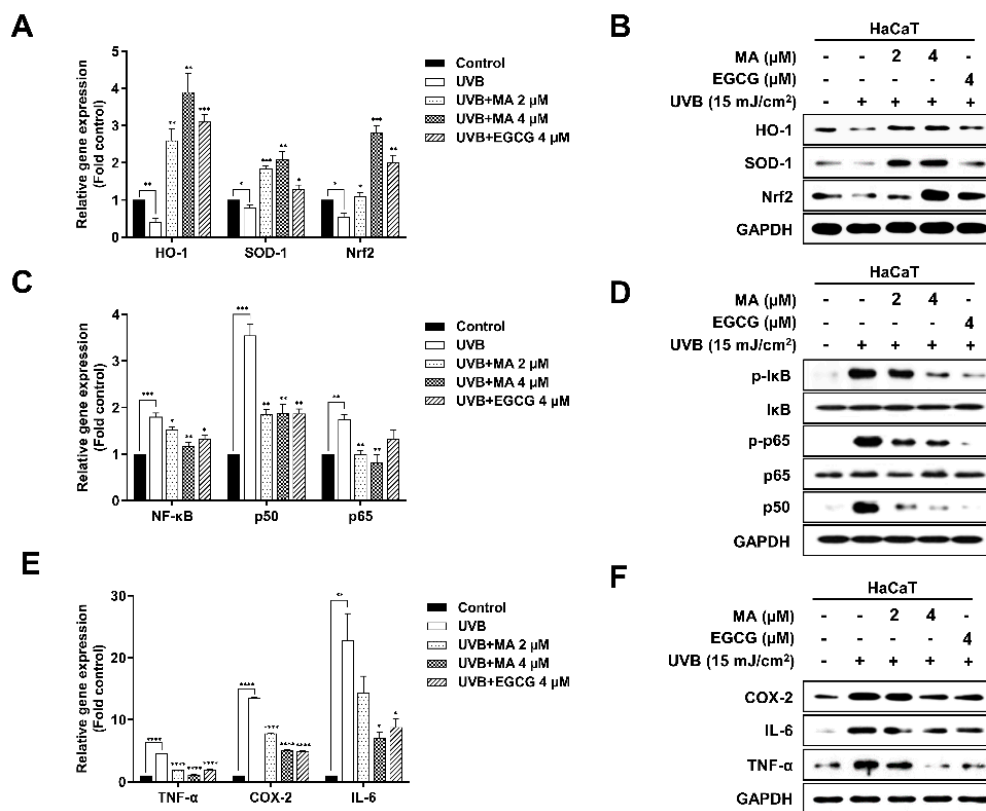 A
Relative gene expression
(Fold control)
5
4
3
2
1
0
HO-1 SOD-1 Nrf2
Control
UVB
UVB+MA 2 μM
UVB+MA 4 μM
UVB+EGCG 4 μM
B
HaCaT
MA (μM) - - 2 4 -
EGCG (μM) - - - - 4
UVB (15 mJ/cm²) - + + + +
HO-1
SOD-1
Nrf2
GAPDH
C
Relative gene expression
(Fold control)
4
3
2
1
0
NF-κB p50 p65
Control
UVB
UVB+MA 2 μM
UVB+MA 4 μM
UVB+EGCG 4 μM
D
HaCaT
MA (μM) - - 2 4 -
EGCG (μM) - - - - 4
UVB (15 mJ/cm²) - + + + +
p-IκB
IκB
p-p65
p65
p50
GAPDH
E
Relative gene expression
(Fold control)
30
20
10
0
TNF-α COX-2 IL-6
Control
UVB
UVB+MA 2 μM
UVB+MA 4 μM
UVB+EGCG 4 μM
F
HaCaT
MA (μM) - - 2 4 -
EGCG (μM) - - - - 4
UVB (15 mJ/cm²) - + + + +
COX-2
IL-6
TNF-α
GAPDH